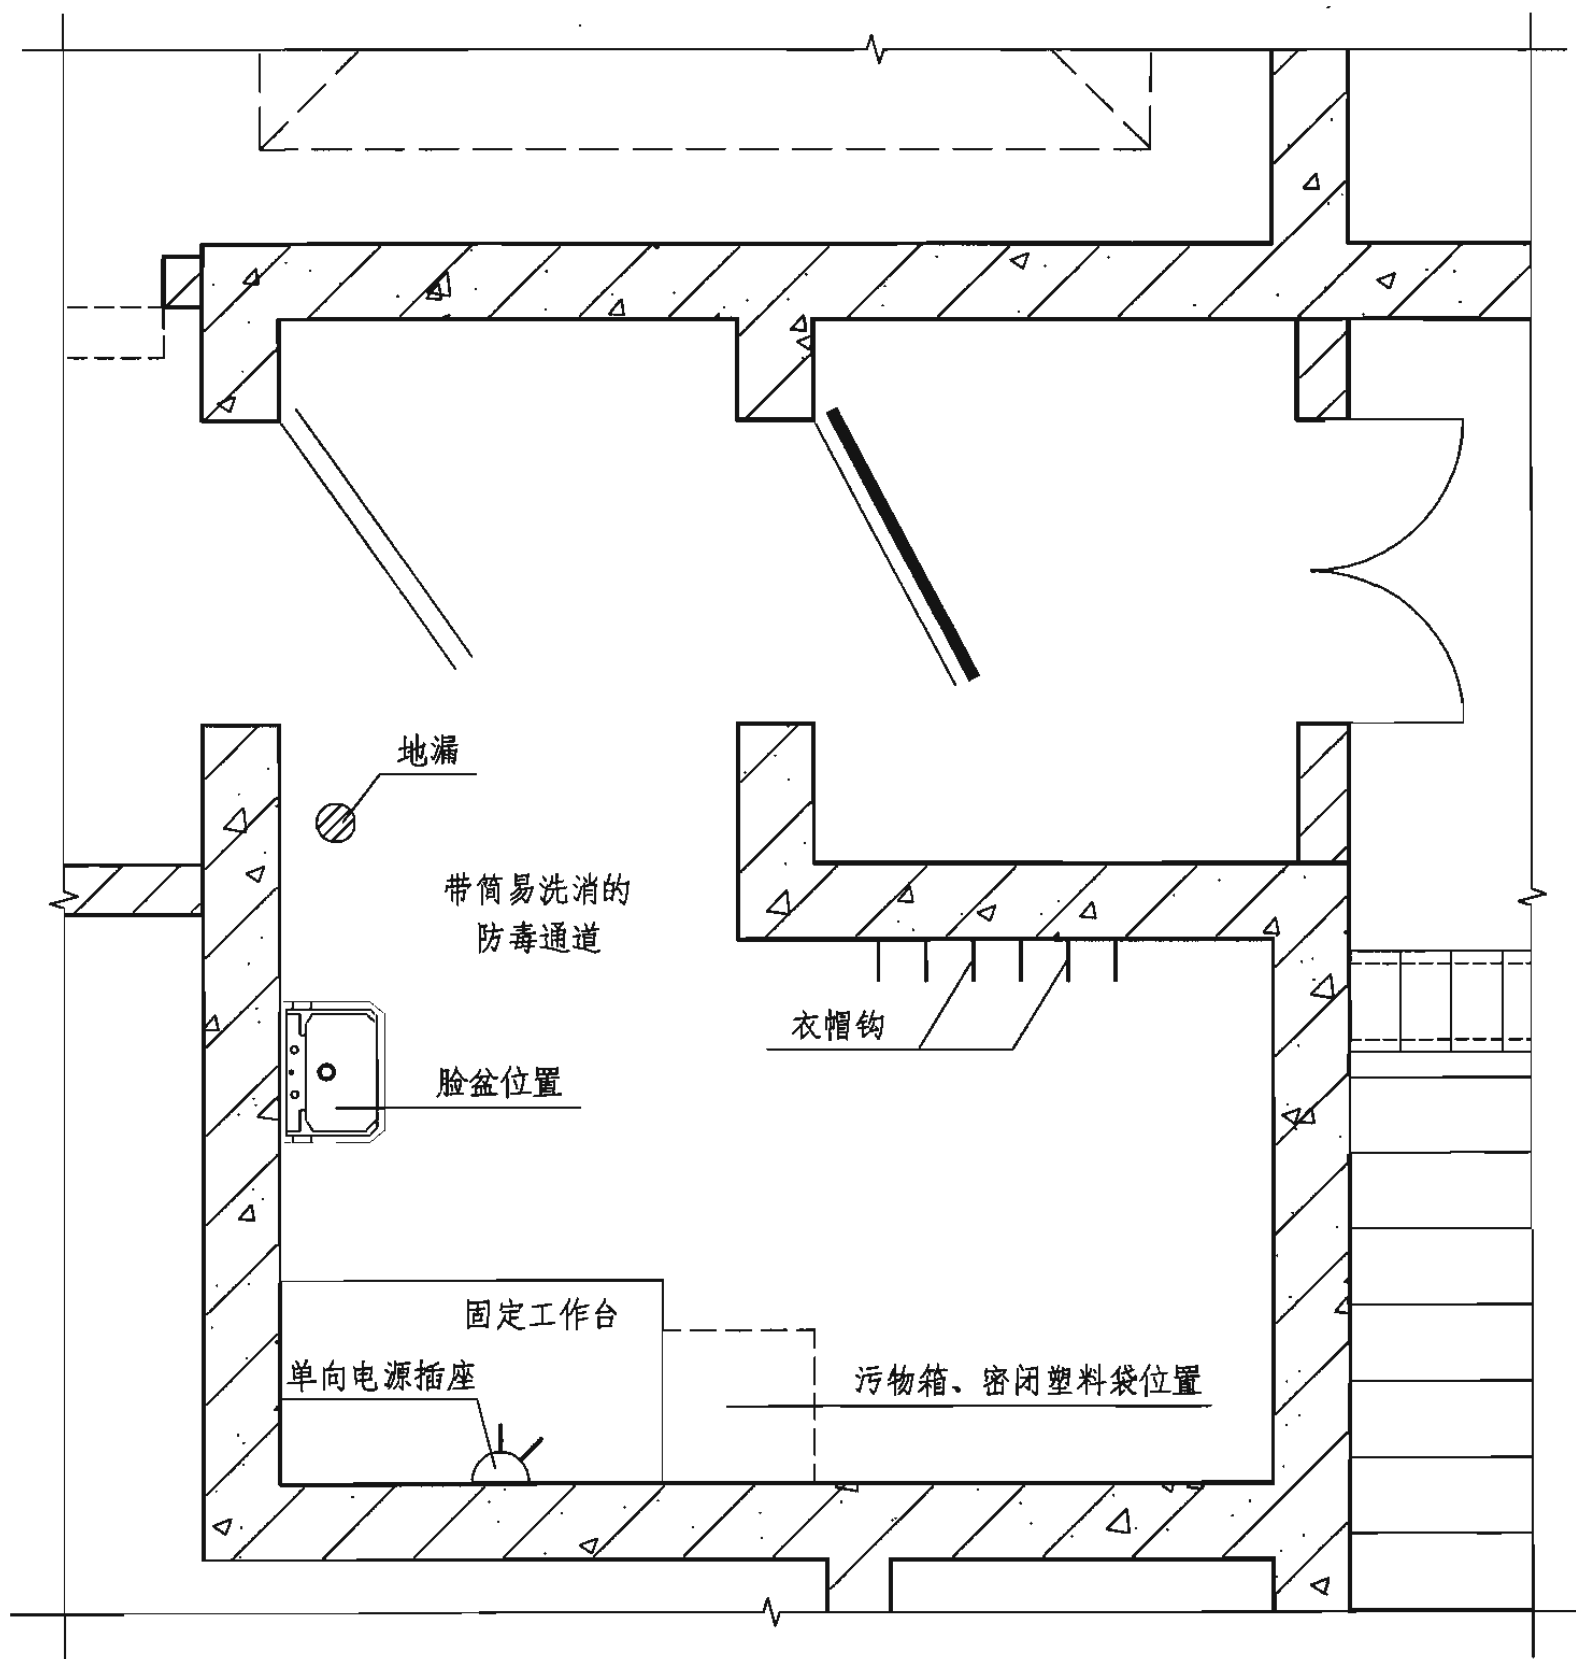 地漏
带简易洗消的
防毒通道
衣帽钩
脸盆位置
固定工作台
单向电源插座
污物箱、密闭塑料袋位置